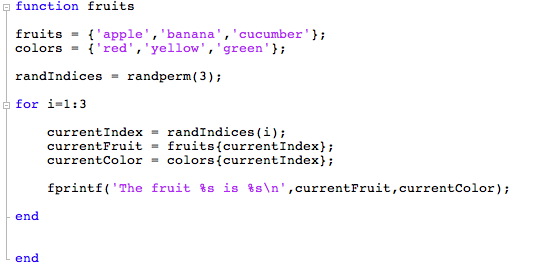 function fruits
fruits = {'apple','banana','cucumber'};
colors = {'red','yellow','green'};
randIndices = randperm(3);
for i=1:3
currentIndex = randIndices(i);
currentFruit = fruits{currentIndex};
currentColor = colors{currentIndex};
fprintf('The fruit %s is %s\n',currentFruit,currentColor);
end
end